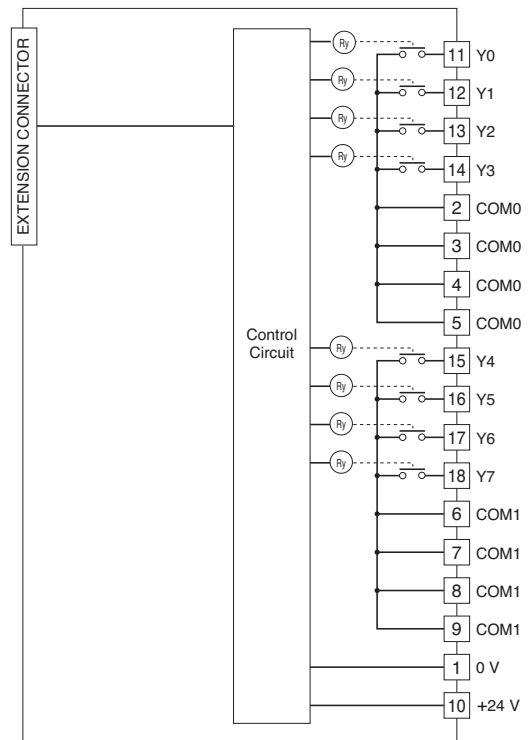 EXTENSION CONNECTOR
Control
Circuit
Ry
Ry
Ry
Ry
Ry
Ry
Ry
Ry
11 Y0
12 Y1
13 Y2
14 Y3
2 COM0
3 COM0
4 COM0
5 COM0
15 Y4
16 Y5
17 Y6
18 Y7
6 COM1
7 COM1
8 COM1
9 COM1
1 0 V
10 +24 V